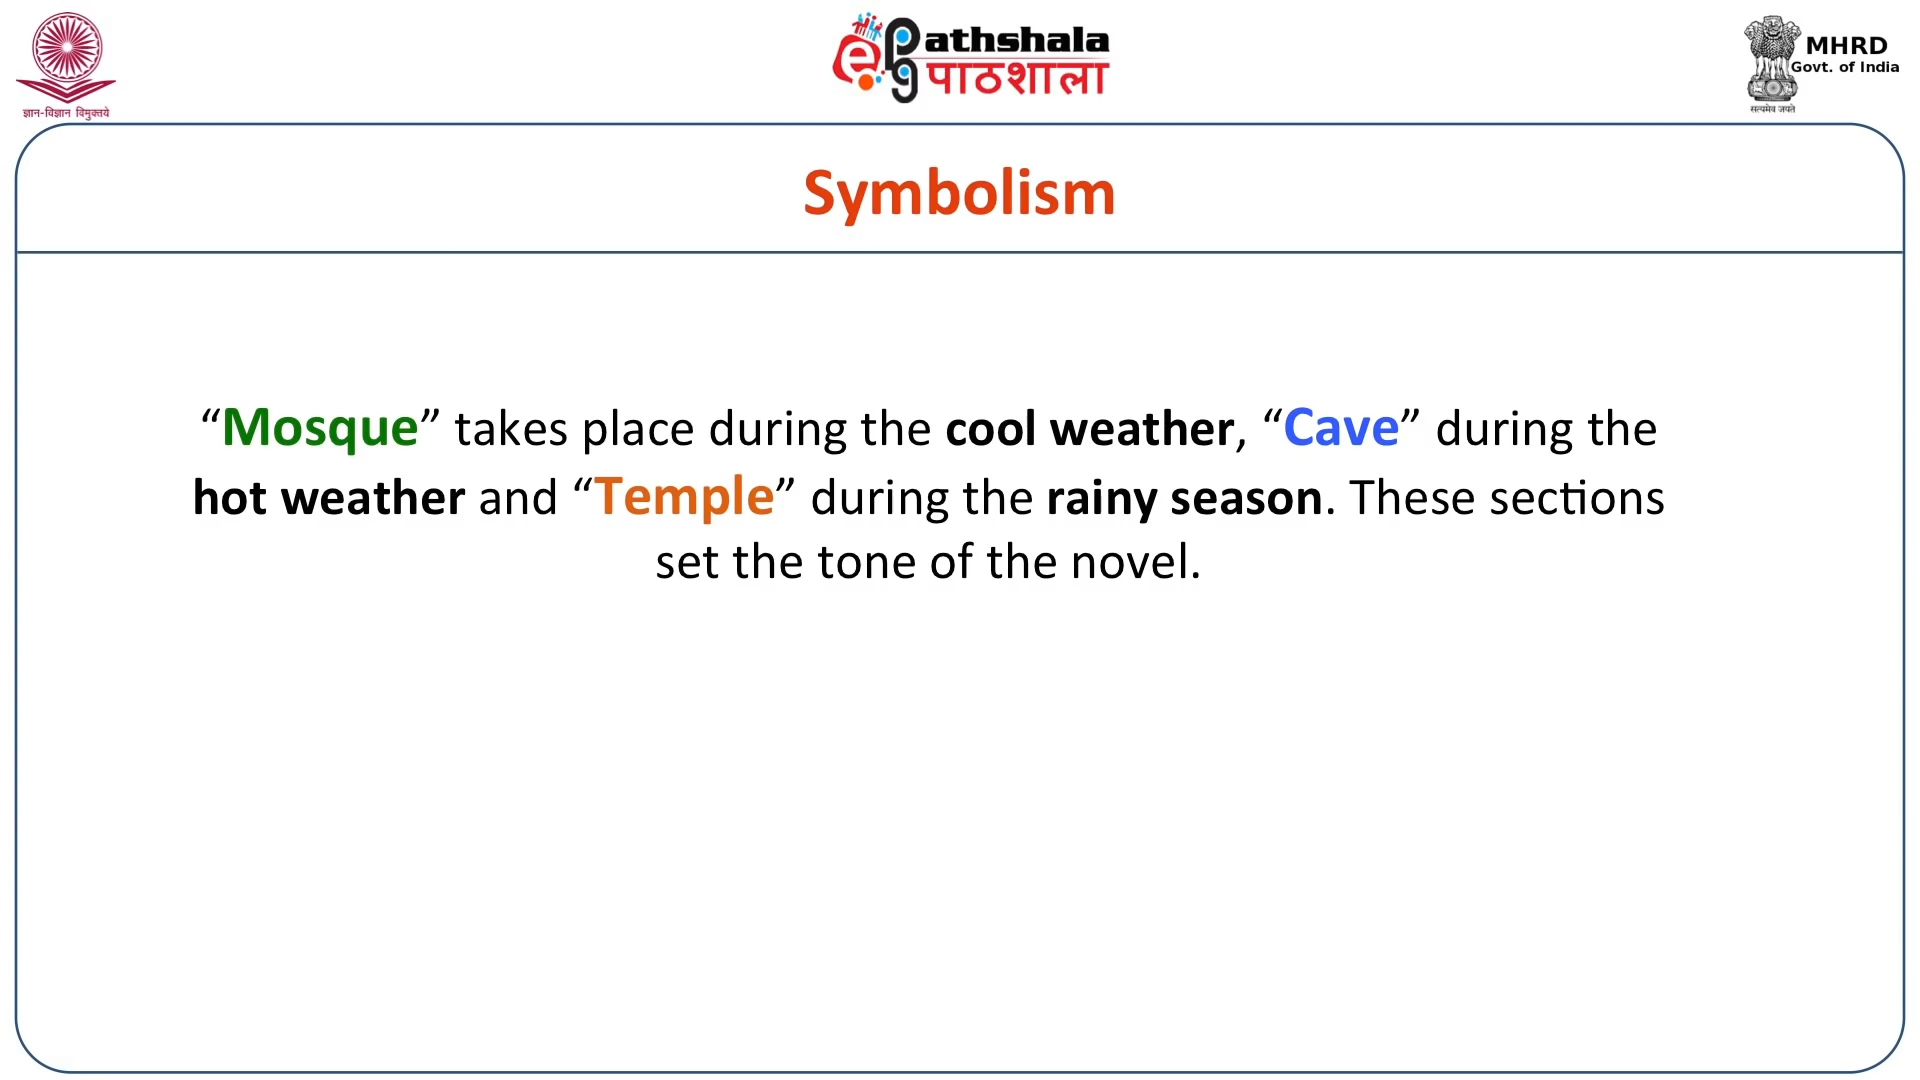 ज्ञान-विज्ञान विमुक्तये
ePG Pathshala
पाठशाला
MHRD
Govt. of India
सत्यमेव जयते
Symbolism
“Mosque” takes place during the cool weather, “Cave” during the
hot weather and “Temple” during the rainy season. These sections
set the tone of the novel.